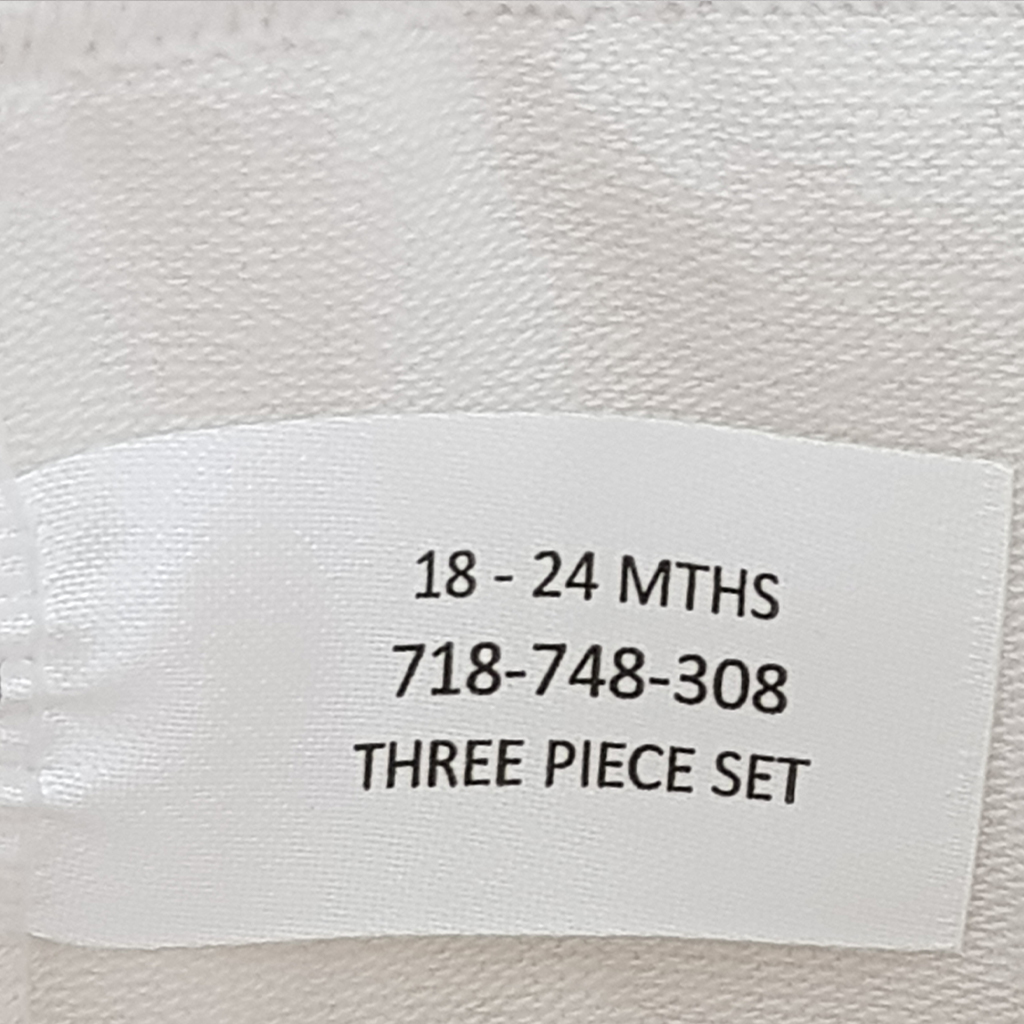 18 - 24 MTHS
718-748-308
THREE PIECE SET